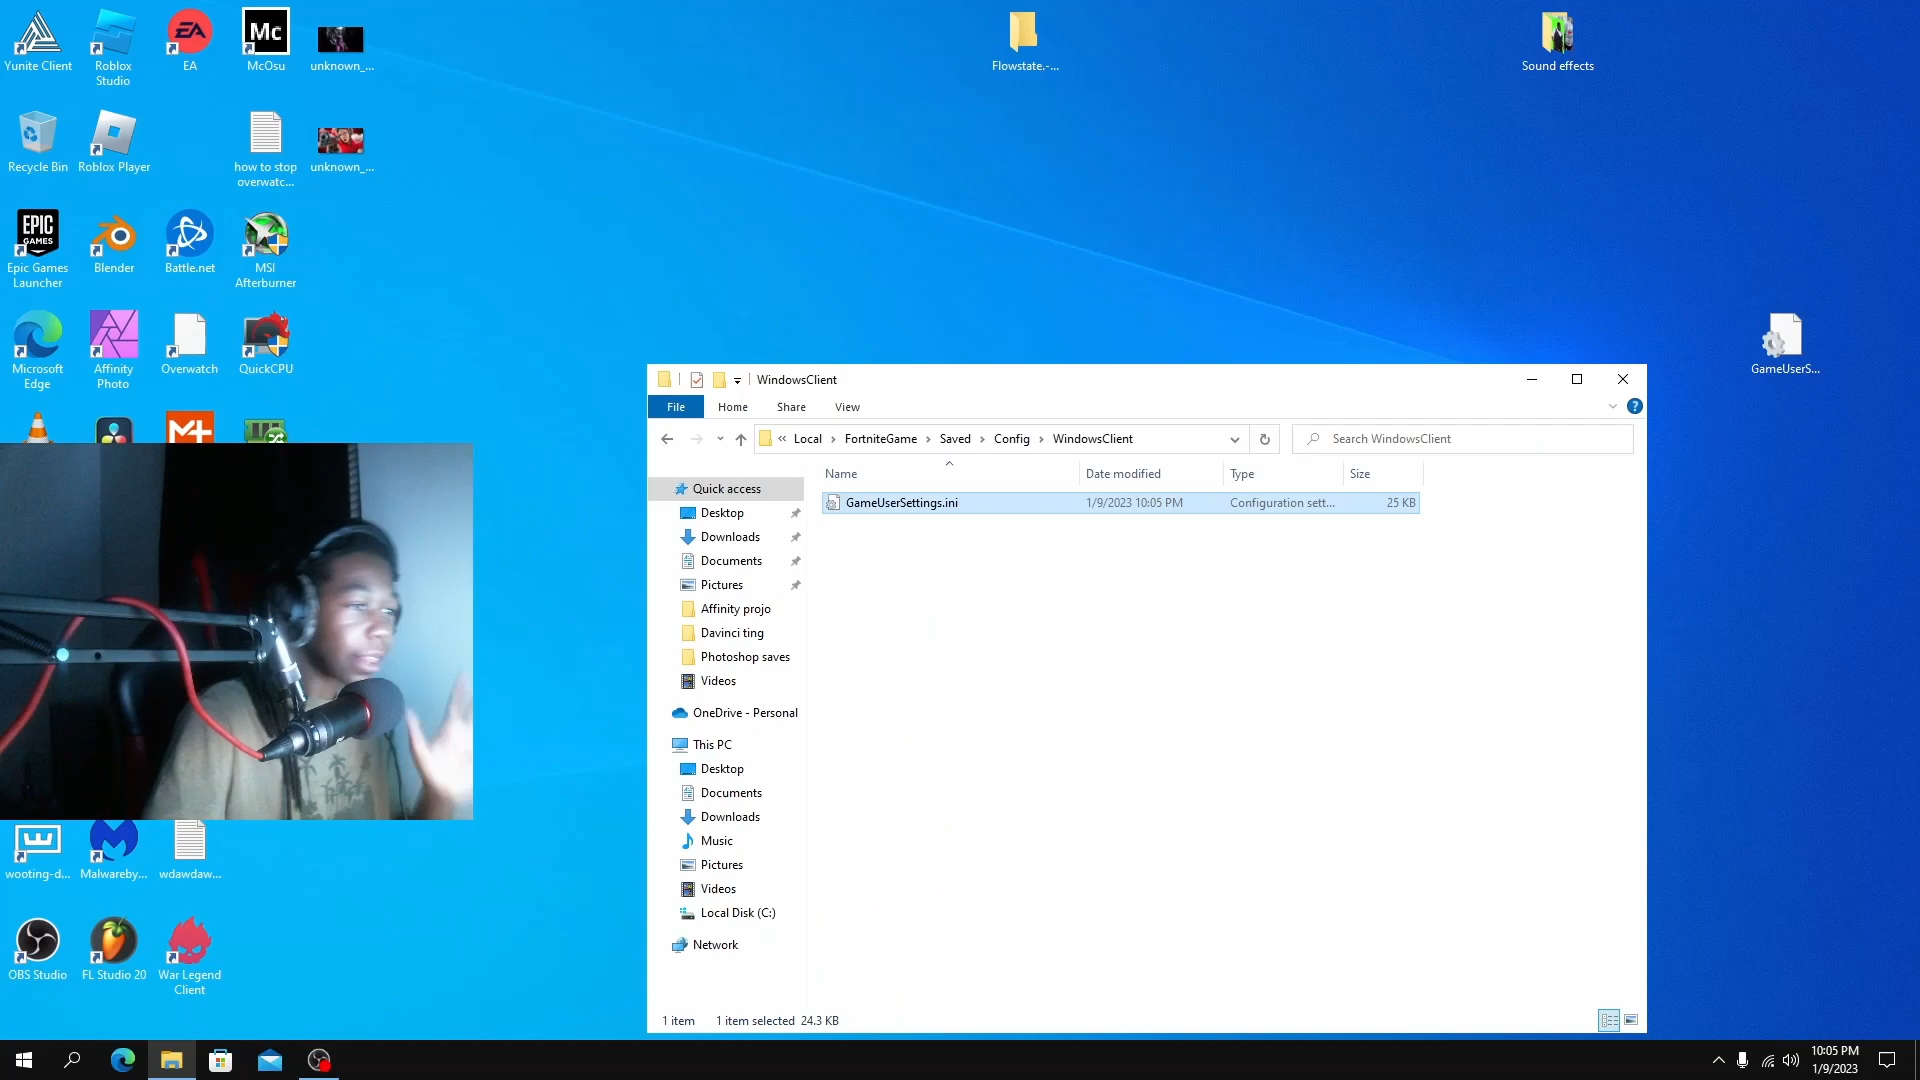 Yunite Client
Roblox
Studio
EA
EA
Mc
McOsu
unknown_...
Flowstate.-...
Sound effects
Recycle Bin
Roblox Player
how to stop
overwatc...
unknown_...
EPIC
GAMES
Epic Games
Launcher
Blender
Battle.net
MSI
Afterburner
Microsoft
Edge
Affinity
Photo
Overwatch
QuickCPU
GameUserS...
WindowsClient
File
Home
Share
View
« Local › FortniteGame › Saved › Config › WindowsClient
Search WindowsClient
Name
Date modified
Type
Size
GameUserSettings.ini
1/9/2023 10:05 PM
Configuration sett...
25 KB
Quick access
Desktop
Downloads
Documents
Pictures
Affinity projo
Davinci ting
Photoshop saves
Videos
OneDrive - Personal
This PC
Desktop
Documents
Downloads
Music
Pictures
Videos
Local Disk (C:)
Network
1 item
1 item selected 24.3 KB
wooting-d...
Malwareby...
wdawdaw...
OBS Studio
FL Studio 20
War Legend
Client
10:05 PM
1/9/2023